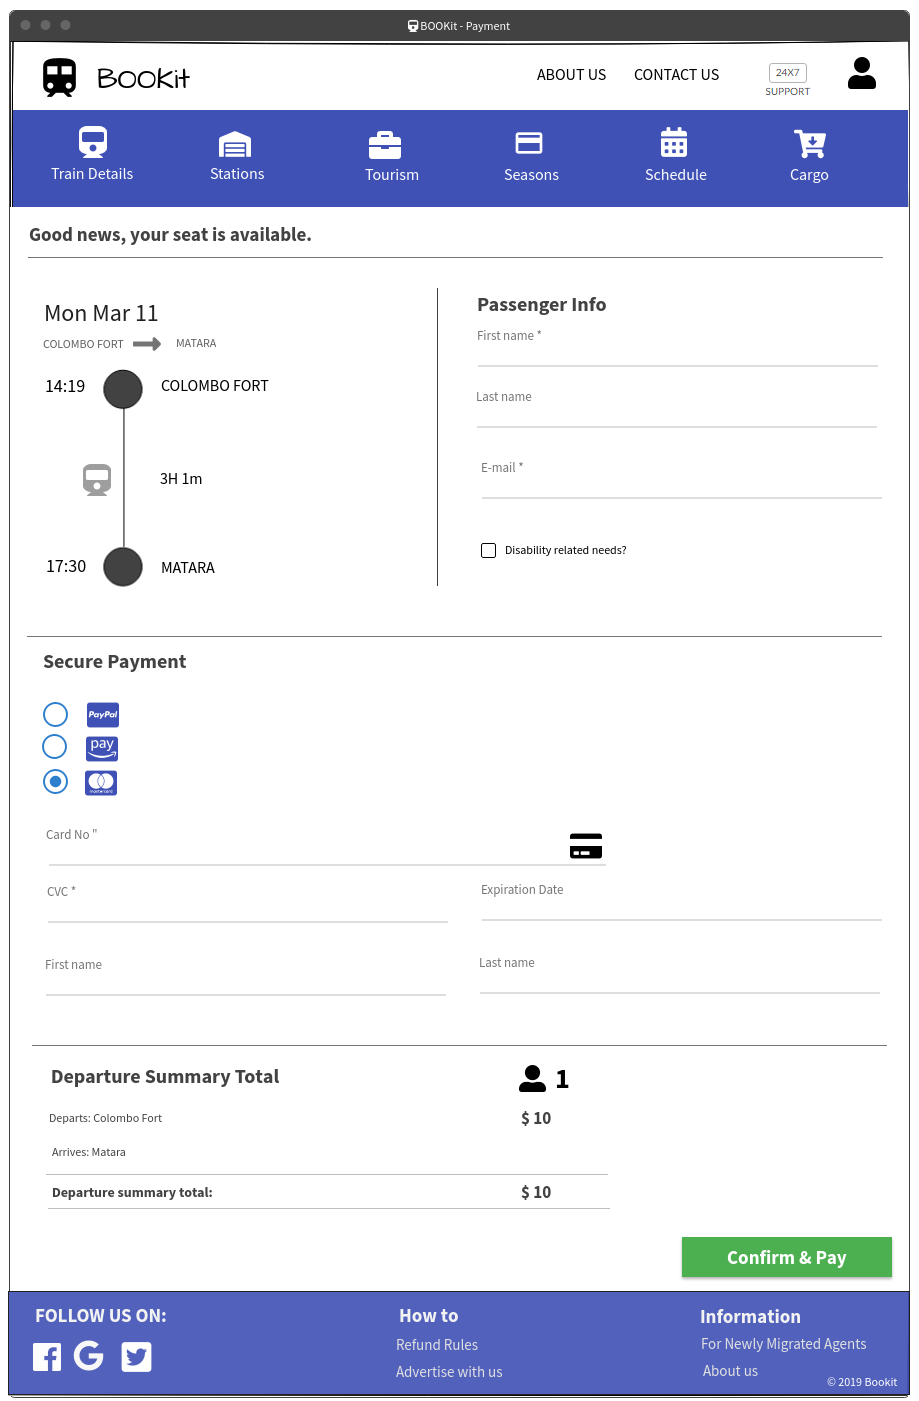 BOOKit - Payment
BOOKit
ABOUT US
CONTACT US
24X7
SUPPORT
Train Details
Stations
Tourism
Seasons
Schedule
Cargo
Good news, your seat is available.
Mon Mar 11
COLOMBO FORT
MATARA
14:19
COLOMBO FORT
3H 1m
17:30
MATARA
Passenger Info
First name *
Last name
E-mail *
Disability related needs?
Secure Payment
PayPal
pay
mastercard
Card No "
CVC *
Expiration Date
First name
Last name
Departure Summary Total
1
Departs: Colombo Fort
$ 10
Arrives: Matara
Departure summary total:
$ 10
Confirm & Pay
FOLLOW US ON:
How to
Refund Rules
Advertise with us
Information
For Newly Migrated Agents
About us
© 2019 Bookit